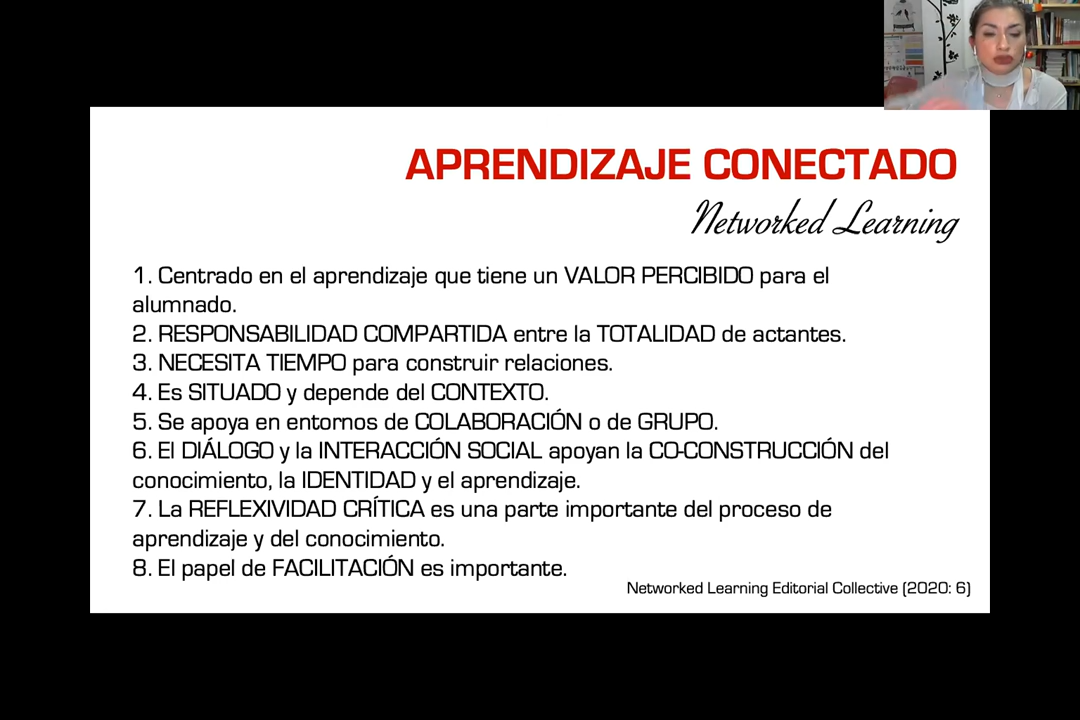 APRENDIZAJE CONECTADO
Networked Learning
1. Centrado en el aprendizaje que tiene un VALOR PERCIBIDO para el
alumnado.
2. RESPONSABILIDAD COMPARTIDA entre la TOTALIDAD de actantes.
3. NECESITA TIEMPO para construir relaciones.
4. Es SITUADO y depende del CONTEXTO.
5. Se apoya en entornos de COLABORACIÓN o de GRUPO.
6. El DIÁLOGO y la INTERACCIÓN SOCIAL apoyan la CO-CONSTRUCCIÓN del
conocimiento, la IDENTIDAD y el aprendizaje.
7. La REFLEXIVIDAD CRÍTICA es una parte importante del proceso de
aprendizaje y del conocimiento.
8. El papel de FACILITACIÓN es importante.
Networked Learning Editorial Collective (2020: 6)